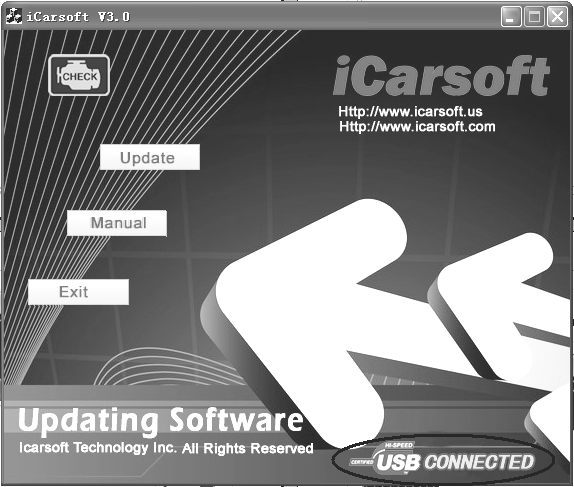 iCarsoft V3.0
CHECK
iCarsoft
Http://www.icarsoft.us
Http://www.icarsoft.com
Update
Manual
Exit
Updating Software
Icarsoft Technology Inc. All Rights Reserved
HI-SPEED
CERTIFIED USB CONNECTED